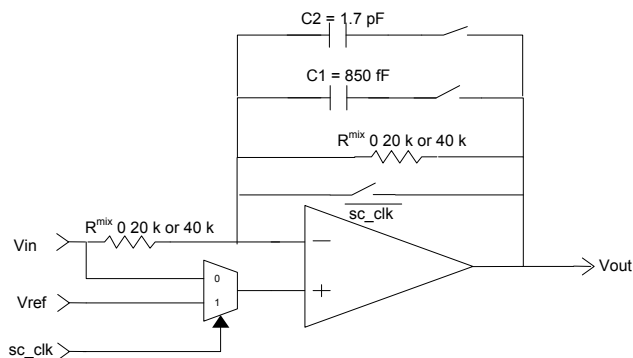 C2 = 1.7 pF
C1 = 850 fF
R^mix 0 20 k or 40 k
sc_clk
R^mix 0 20 k or 40 k
Vin
−
0
Vout
+
Vref
1
sc_clk